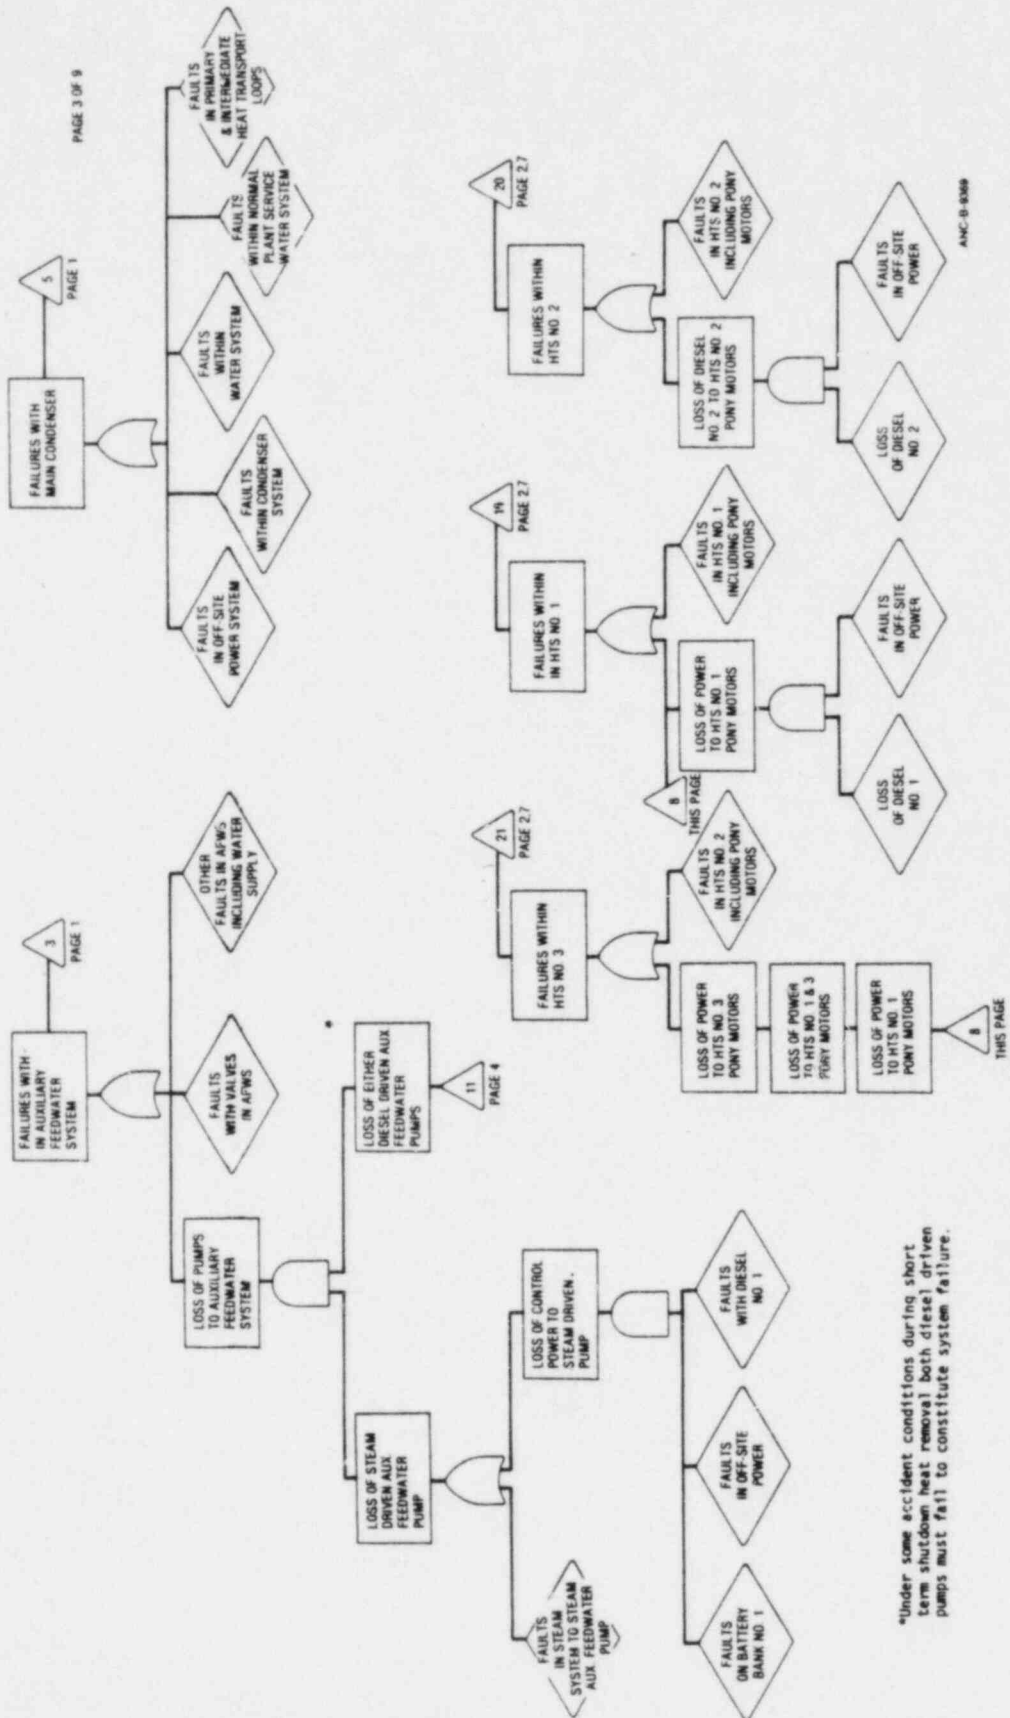 PAGE 3 OF 9
FAILURES WITH-
IN AUXILIARY
FEEDWATER
SYSTEM
3
PAGE 1
LOSS OF PUMPS
TO AUXILIARY
FEEDWATER
SYSTEM
FAULTS
WITH VALVES
IN AFWS
OTHER
FAULTS IN AFWS
INCLUDING WATER
SUPPLY
LOSS OF STEAM
DRIVEN AUX
FEEDWATER
PUMP
*
LOSS OF EITHER
DIESEL DRIVEN AUX
FEEDWATER
PUMPS
11
PAGE 4
FAULTS
IN STEAM
SYSTEM TO STEAM
AUX FEEDWATER
PUMP
LOSS OF CONTROL
POWER TO
STEAM DRIVEN.
PUMP
FAULTS
ON BATTERY
BANK NO. 1
FAULTS
IN OFF-SITE
POWER
FAULTS
WITH DIESEL
NO 1
FAILURES WITH
MAIN CONDENSER
5
PAGE 1
FAULTS
IN OFF-SITE
POWER SYSTEM
FAULTS
WITHIN CONDENSER
SYSTEM
FAULTS
WITHIN
WATER SYSTEM
FAULTS
WITHIN NORMAL
PLANT SERVICE
WATER SYSTEM
FAULTS
IN PRIMARY
& INTERMEDIATE
HEAT TRANSPORT
LOOPS
FAILURES WITHIN
HTS NO. 3
21
PAGE 2.7
LOSS OF POWER
TO HTS NO. 3
PONY MOTORS
FAULTS
IN HTS NO. 2
INCLUDING PONY
MOTORS
LOSS OF POWER
TO HTS NO. 1 & 3
PONY MOTORS
LOSS OF POWER
TO HTS NO. 1
PONY MOTORS
8
THIS PAGE
FAILURES WITHIN
IN HTS NO. 1
19
PAGE 2.7
8
THIS PAGE
LOSS OF POWER
TO HTS NO. 1
PONY MOTORS
FAULTS
IN HTS NO. 1
INCLUDING PONY
MOTORS
LOSS
OF DIESEL
NO 1
FAULTS
IN OFF-SITE
POWER
FAILURES WITHIN
HTS NO. 2
20
PAGE 2.7
LOSS OF DIESEL
NO. 2 TO HTS NO. 2
PONY MOTORS
FAULTS
IN HTS NO. 2
INCLUDING PONY
MOTORS
LOSS
OF DIESEL
NO. 2
FAULTS
IN OFF-SITE
POWER
*Under some accident conditions during short
term shutdown heat removal both diesel driven
pumps must fail to constitute system failure.